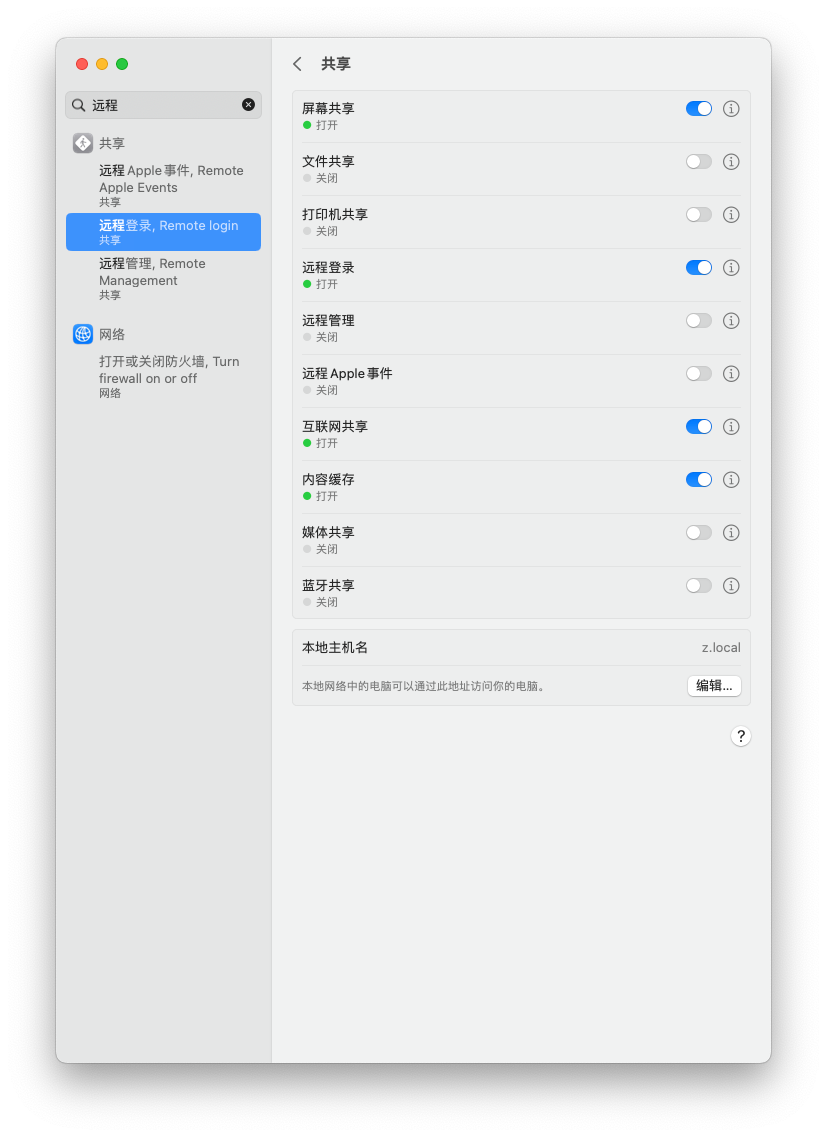 远程
共享
远程 Apple 事件, Remote
Apple Events
共享
远程登录, Remote login
共享
远程管理, Remote
Management
共享
网络
打开或关闭防火墙, Turn
firewall on or off
网络
共享
屏幕共享
打开
文件共享
关闭
打印机共享
关闭
远程登录
打开
远程管理
关闭
远程 Apple 事件
关闭
互联网共享
打开
内容缓存
打开
媒体共享
关闭
蓝牙共享
关闭
本地主机名 z.local
本地网络中的电脑可以通过此地址访问你的电脑。 编辑...
?